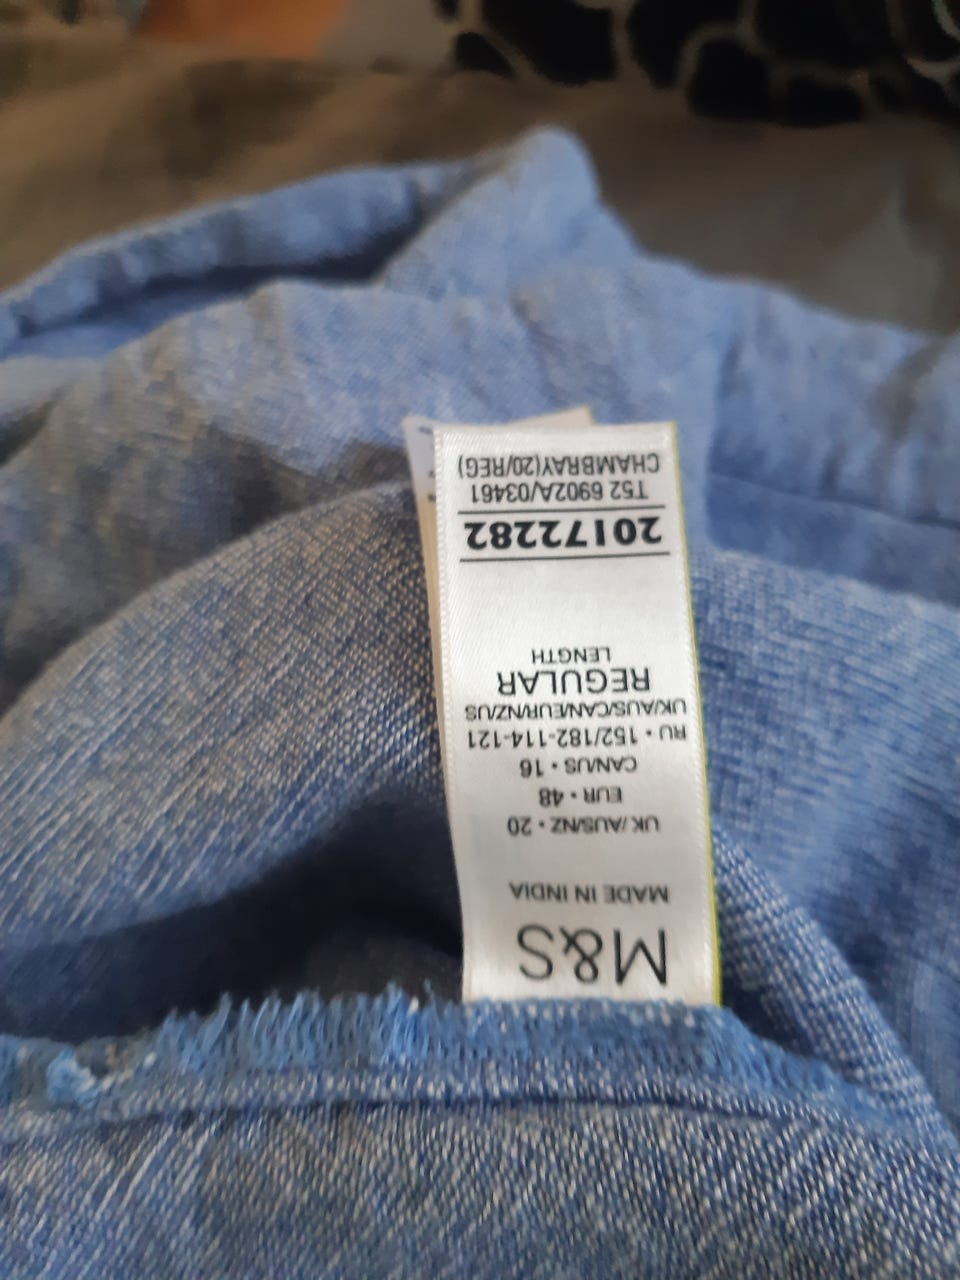 M&S
MADE IN INDIA
UK/AUS/NZ • 20
EUR • 48
CAN/US • 16
RU • 152/182-114-121
UK/AUS/CAN/EUR/NZ/US
REGULAR
LENGTH
20172282
T52 6902A/03461
CHAMBRAY(20/REG)